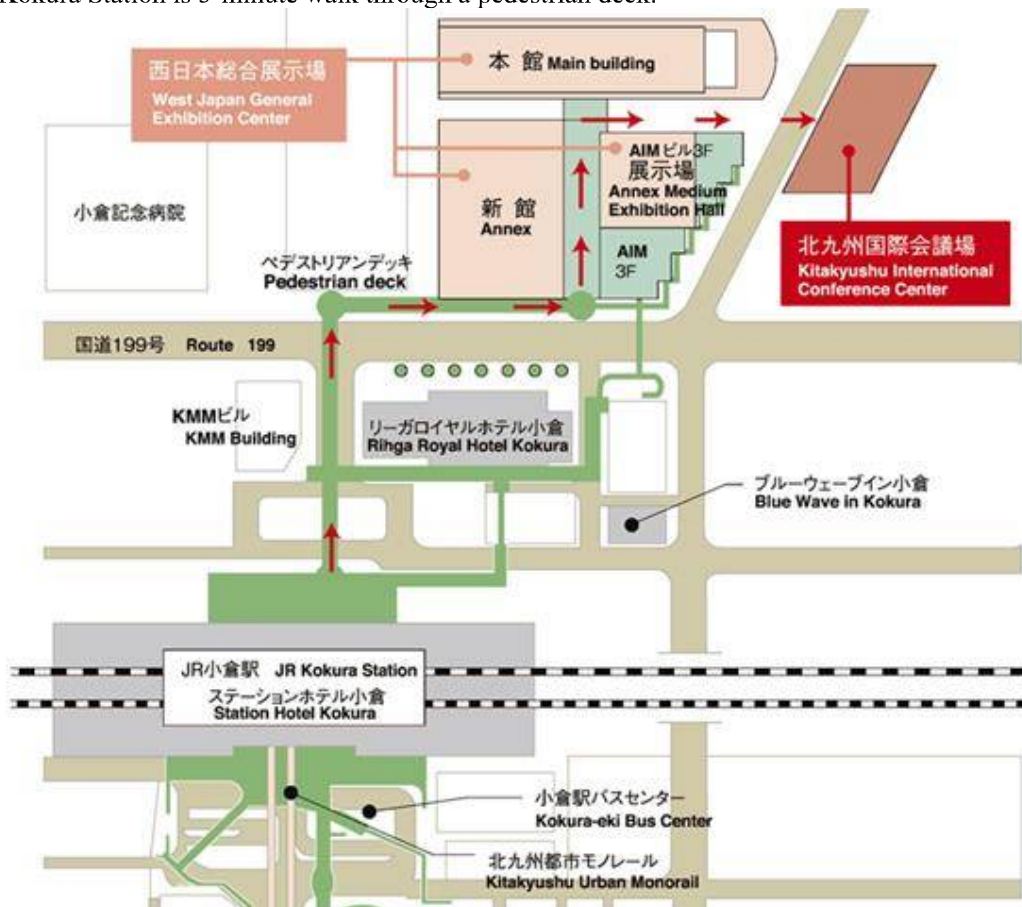 Kokura Station is 5-minute walk through a pedestrian deck.
本 館 Main building
西日本総合展示場
West Japan General
Exhibition Center
AIMビル3F
展示場
Annex Medium
Exhibition Hall
小倉記念病院
新 館
Annex
北九州国際会議場
Kitakyushu International
Conference Center
AIM
3F
ペデストリアンデッキ
Pedestrian deck
国道199号 Route 199
KMMビル
KMM Building
リーガロイヤルホテル小倉
Rihga Royal Hotel Kokura
ブルーウェーブイン小倉
Blue Wave in Kokura
JR小倉駅 JR Kokura Station
ステーションホテル小倉
Station Hotel Kokura
小倉駅バスセンター
Kokura-eki Bus Center
北九州都市モノレール
Kitakyushu Urban Monorail